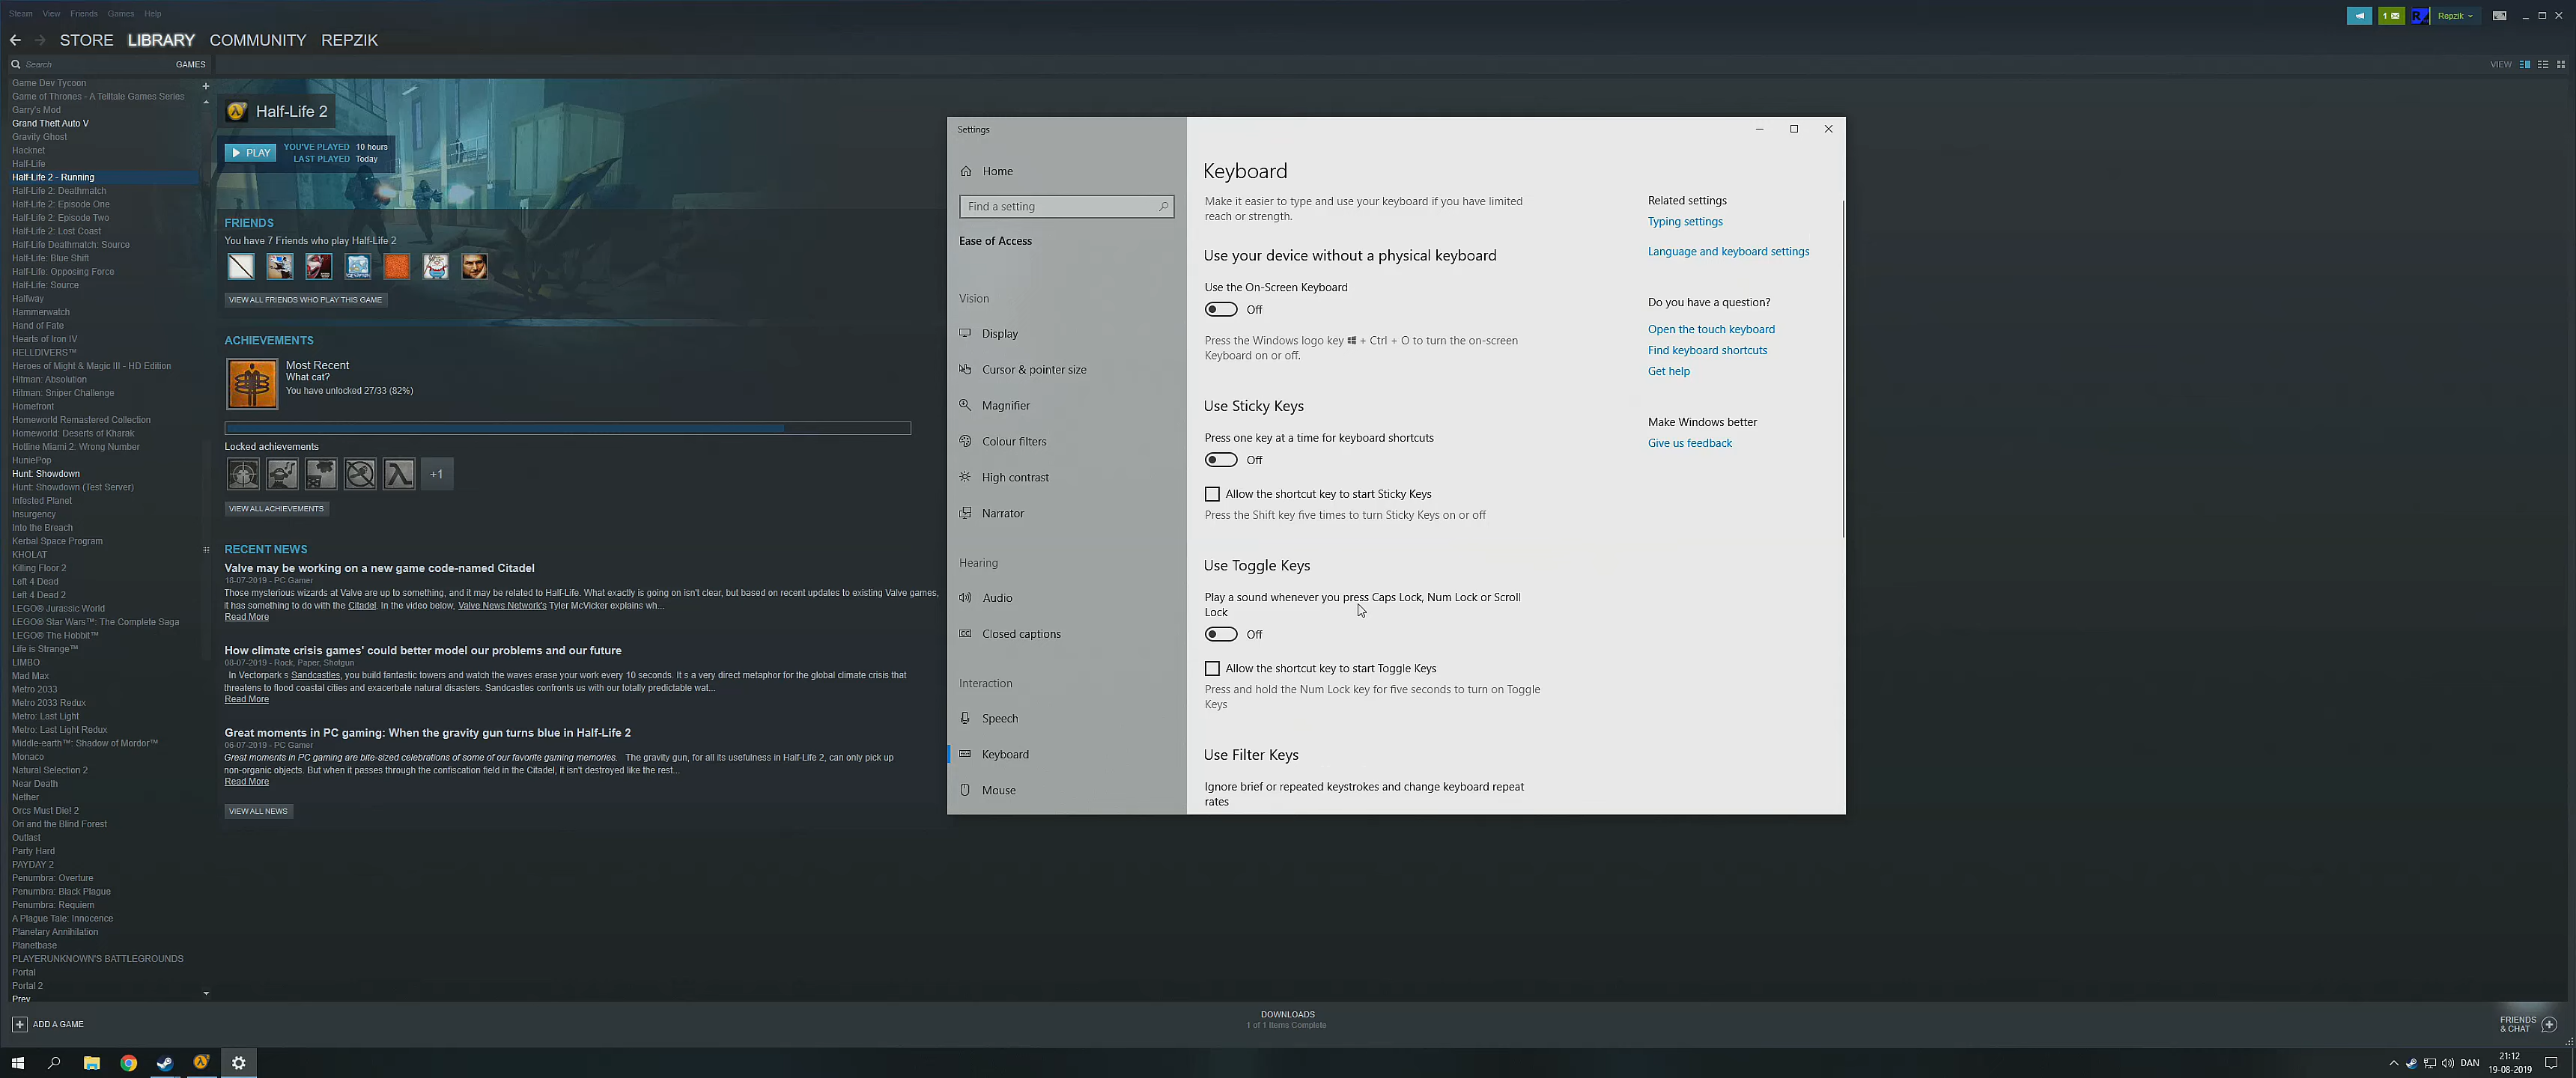 Steam View Friends Games Help
1
Repzik
STORE LIBRARY COMMUNITY REPZIK
Search GAMES
VIEW
Game Dev Tycoon
Game of Thrones - A Telltale Games Series
Garry's Mod
Grand Theft Auto V
Gravity Ghost
Hacknet
Half-Life
Half-Life 2 - Running
Half-Life 2: Deathmatch
Half-Life 2: Episode One
Half-Life 2: Episode Two
Half-Life 2: Lost Coast
Half-Life Deathmatch: Source
Half-Life: Blue Shift
Half-Life: Opposing Force
Half-Life: Source
Halfway
Hammerwatch
Hand of Fate
Hearts of Iron IV
HELLDIVERS™
Heroes of Might & Magic III - HD Edition
Hitman: Absolution
Hitman: Sniper Challenge
Homefront
Homeworld Remastered Collection
Homeworld: Deserts of Kharak
Hotline Miami 2: Wrong Number
HuniePop
Hunt: Showdown
Hunt: Showdown (Test Server)
Infested Planet
Insurgency
Into the Breach
Kerbal Space Program
KHOLAT
Killing Floor 2
Left 4 Dead
Left 4 Dead 2
LEGO® Jurassic World
LEGO® Star Wars™: The Complete Saga
LEGO® The Hobbit™
Life is Strange™
LIMBO
Mad Max
Metro 2033
Metro 2033 Redux
Metro: Last Light
Metro: Last Light Redux
Middle-earth™: Shadow of Mordor™
Monaco
Natural Selection 2
Near Death
Nether
Orcs Must Die! 2
Ori and the Blind Forest
Outlast
Party Hard
PAYDAY 2
Penumbra: Overture
Penumbra: Black Plague
Penumbra: Requiem
A Plague Tale: Innocence
Planetary Annihilation
Planetbase
PLAYERUNKNOWN'S BATTLEGROUNDS
Portal
Portal 2
Prey
Half-Life 2
PLAY
YOU'VE PLAYED 10 hours
LAST PLAYED Today
FRIENDS
You have 7 Friends who play Half-Life 2
VIEW ALL FRIENDS WHO PLAY THIS GAME
ACHIEVEMENTS
Most Recent
What cat?
You have unlocked 27/33 (82%)
Locked achievements
+1
VIEW ALL ACHIEVEMENTS
RECENT NEWS
Valve may be working on a new game code-named Citadel
18-07-2019 - PC Gamer
Those mysterious wizards at Valve are up to something, and it may be related to Half-Life. What exactly is going on isn't clear, but based on recent updates to existing Valve games,
it has something to do with the Citadel. In the video below, Valve News Network's Tyler McVicker explains wh...
Read More
How climate crisis games' could better model our problems and our future
08-07-2019 - Rock, Paper, Shotgun
In Vectorpark s Sandcastles, you build fantastic towers and watch the waves erase your work every 10 seconds. It s a very direct metaphor for the global climate crisis that
threatens to flood coastal cities and exacerbate natural disasters. Sandcastles confronts us with our totally predictable wat...
Read More
Great moments in PC gaming: When the gravity gun turns blue in Half-Life 2
06-07-2019 - PC Gamer
Great moments in PC gaming are bite-sized celebrations of some of our favorite gaming memories. The gravity gun, for all its usefulness in Half-Life 2, can only pick up
non-organic objects. But when it passes through the confiscation field in the Citadel, it isn't destroyed like the rest...
Read More
VIEW ALL NEWS
Settings
Home
Find a setting
Ease of Access
Vision
Display
Cursor & pointer size
Magnifier
Colour filters
High contrast
Narrator
Hearing
Audio
Closed captions
Interaction
Speech
Keyboard
Mouse
Keyboard
Make it easier to type and use your keyboard if you have limited
reach or strength.
Use your device without a physical keyboard
Use the On-Screen Keyboard
Off
Press the Windows logo key + Ctrl + O to turn the on-screen
Keyboard on or off.
Use Sticky Keys
Press one key at a time for keyboard shortcuts
Off
Allow the shortcut key to start Sticky Keys
Press the Shift key five times to turn Sticky Keys on or off
Use Toggle Keys
Play a sound whenever you press Caps Lock, Num Lock or Scroll
Lock
Off
Allow the shortcut key to start Toggle Keys
Press and hold the Num Lock key for five seconds to turn on Toggle
Keys
Use Filter Keys
Ignore brief or repeated keystrokes and change keyboard repeat
rates
Related settings
Typing settings
Language and keyboard settings
Do you have a question?
Open the touch keyboard
Find keyboard shortcuts
Get help
Make Windows better
Give us feedback
ADD A GAME
DOWNLOADS
1 of 1 Items Complete
FRIENDS
& CHAT
DAN
21:12
19-08-2019